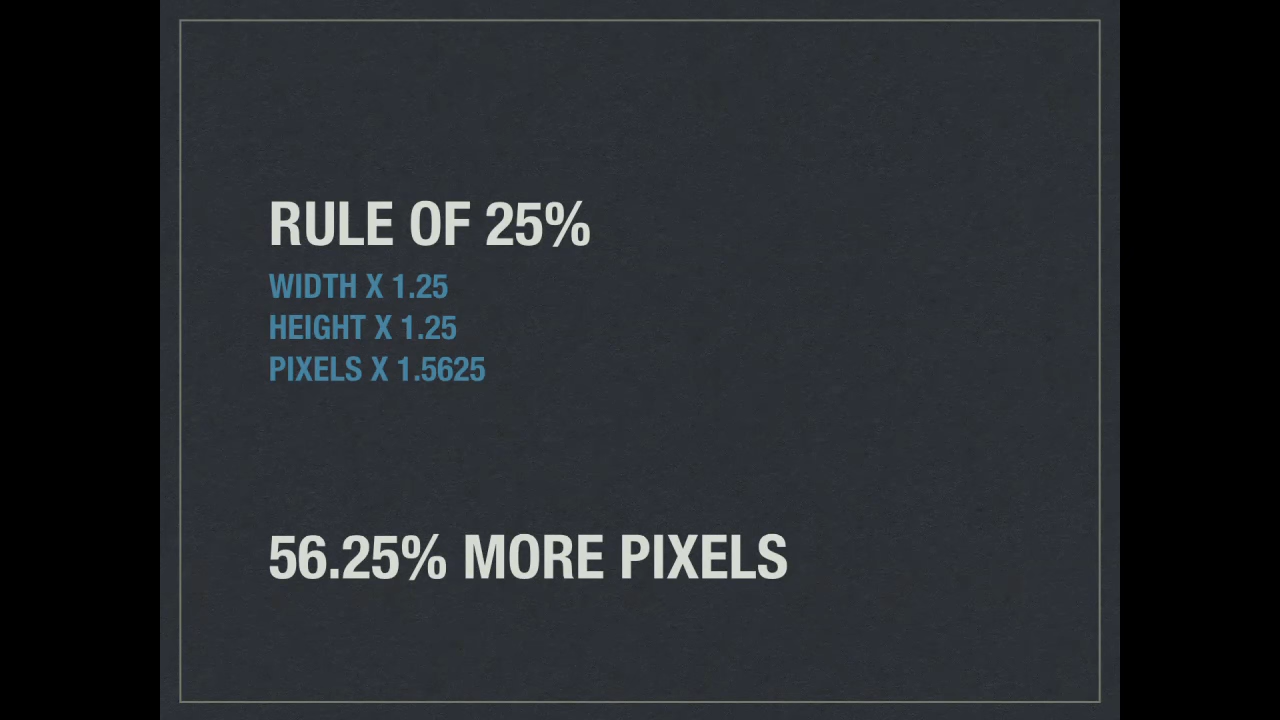 RULE OF 25%
WIDTH X 1.25
HEIGHT X 1.25
PIXELS X 1.5625
56.25% MORE PIXELS